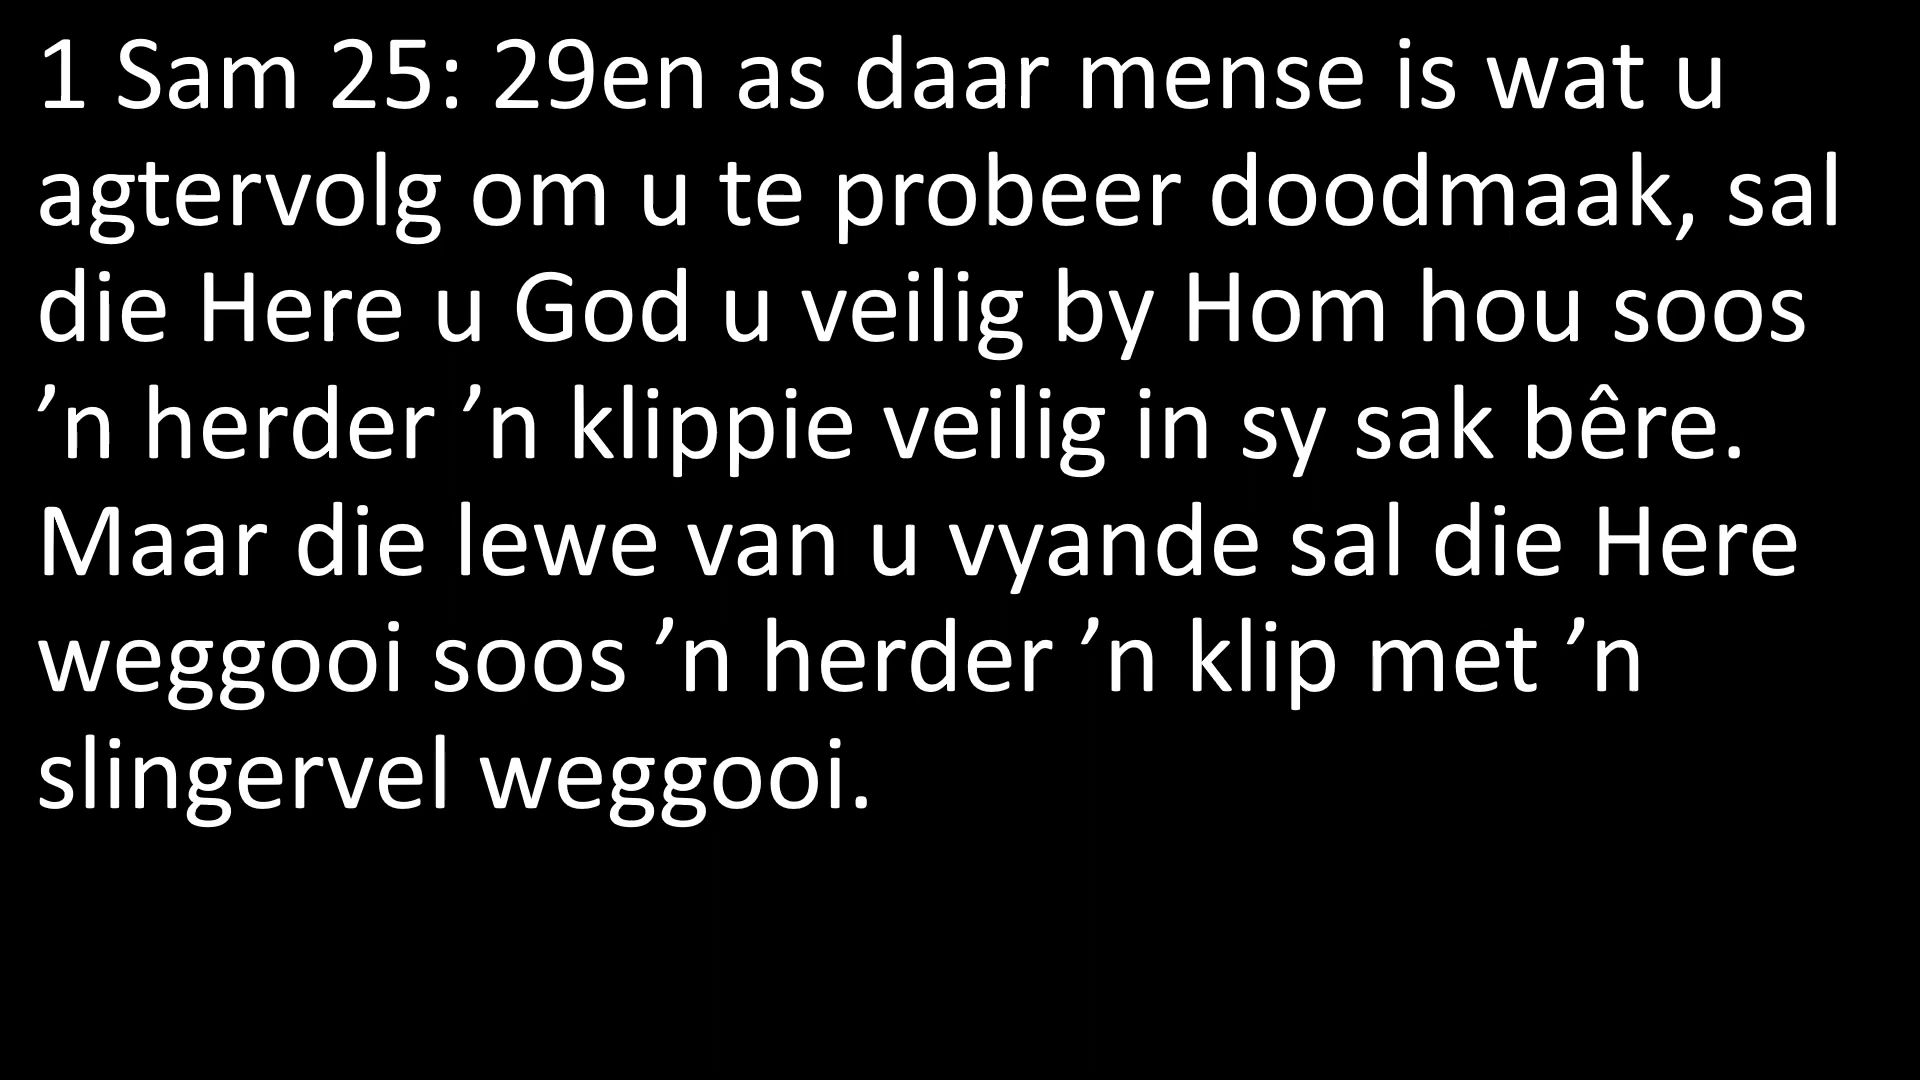 1 Sam 25: 29en as daar mense is wat u
agtervolg om u te probeer doodmaak, sal
die Here u God u veilig by Hom hou soos
’n herder ’n klippie veilig in sy sak bêre.
Maar die lewe van u vyande sal die Here
weggooi soos ’n herder ’n klip met ’n
slingervel weggooi.